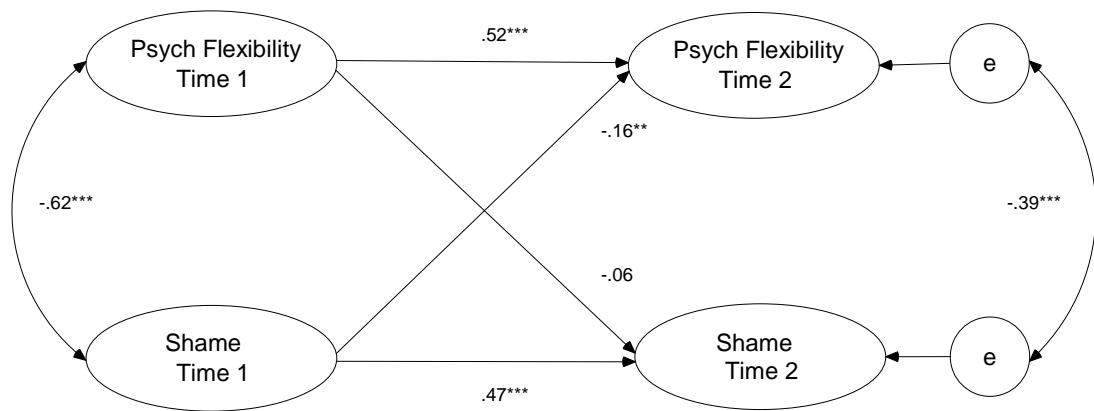 Psych Flexibility
Time 1
.52***
Psych Flexibility
Time 2
e
-.16**
-.62***
-.39***
-.06
Shame
Time 1
.47***
Shame
Time 2
e